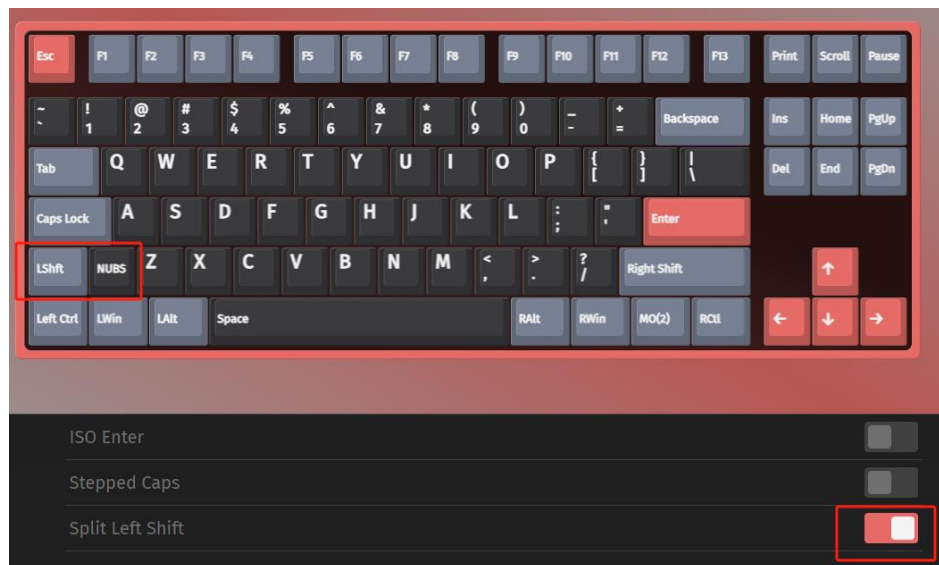 Esc F1 F2 F3 F4 F5 F6 F7 F8 F9 F10 F11 F12 F13 Print Scroll Pause
~ ! @ # $ % ^ & * ( ) _ +
` 1 2 3 4 5 6 7 8 9 0 - = Backspace Ins Home PgUp
Tab Q W E R T Y U I O P { } | Del End PgDn
[ ] \
Caps Lock A S D F G H J K L : " Enter
; '
LShft NUBS Z X C V B N M < > ? Right Shift ↑
, . /
Left Ctrl LWin LAlt Space RAlt RWin MO(2) RCtl ← ↓ →
ISO Enter
Stepped Caps
Split Left Shift